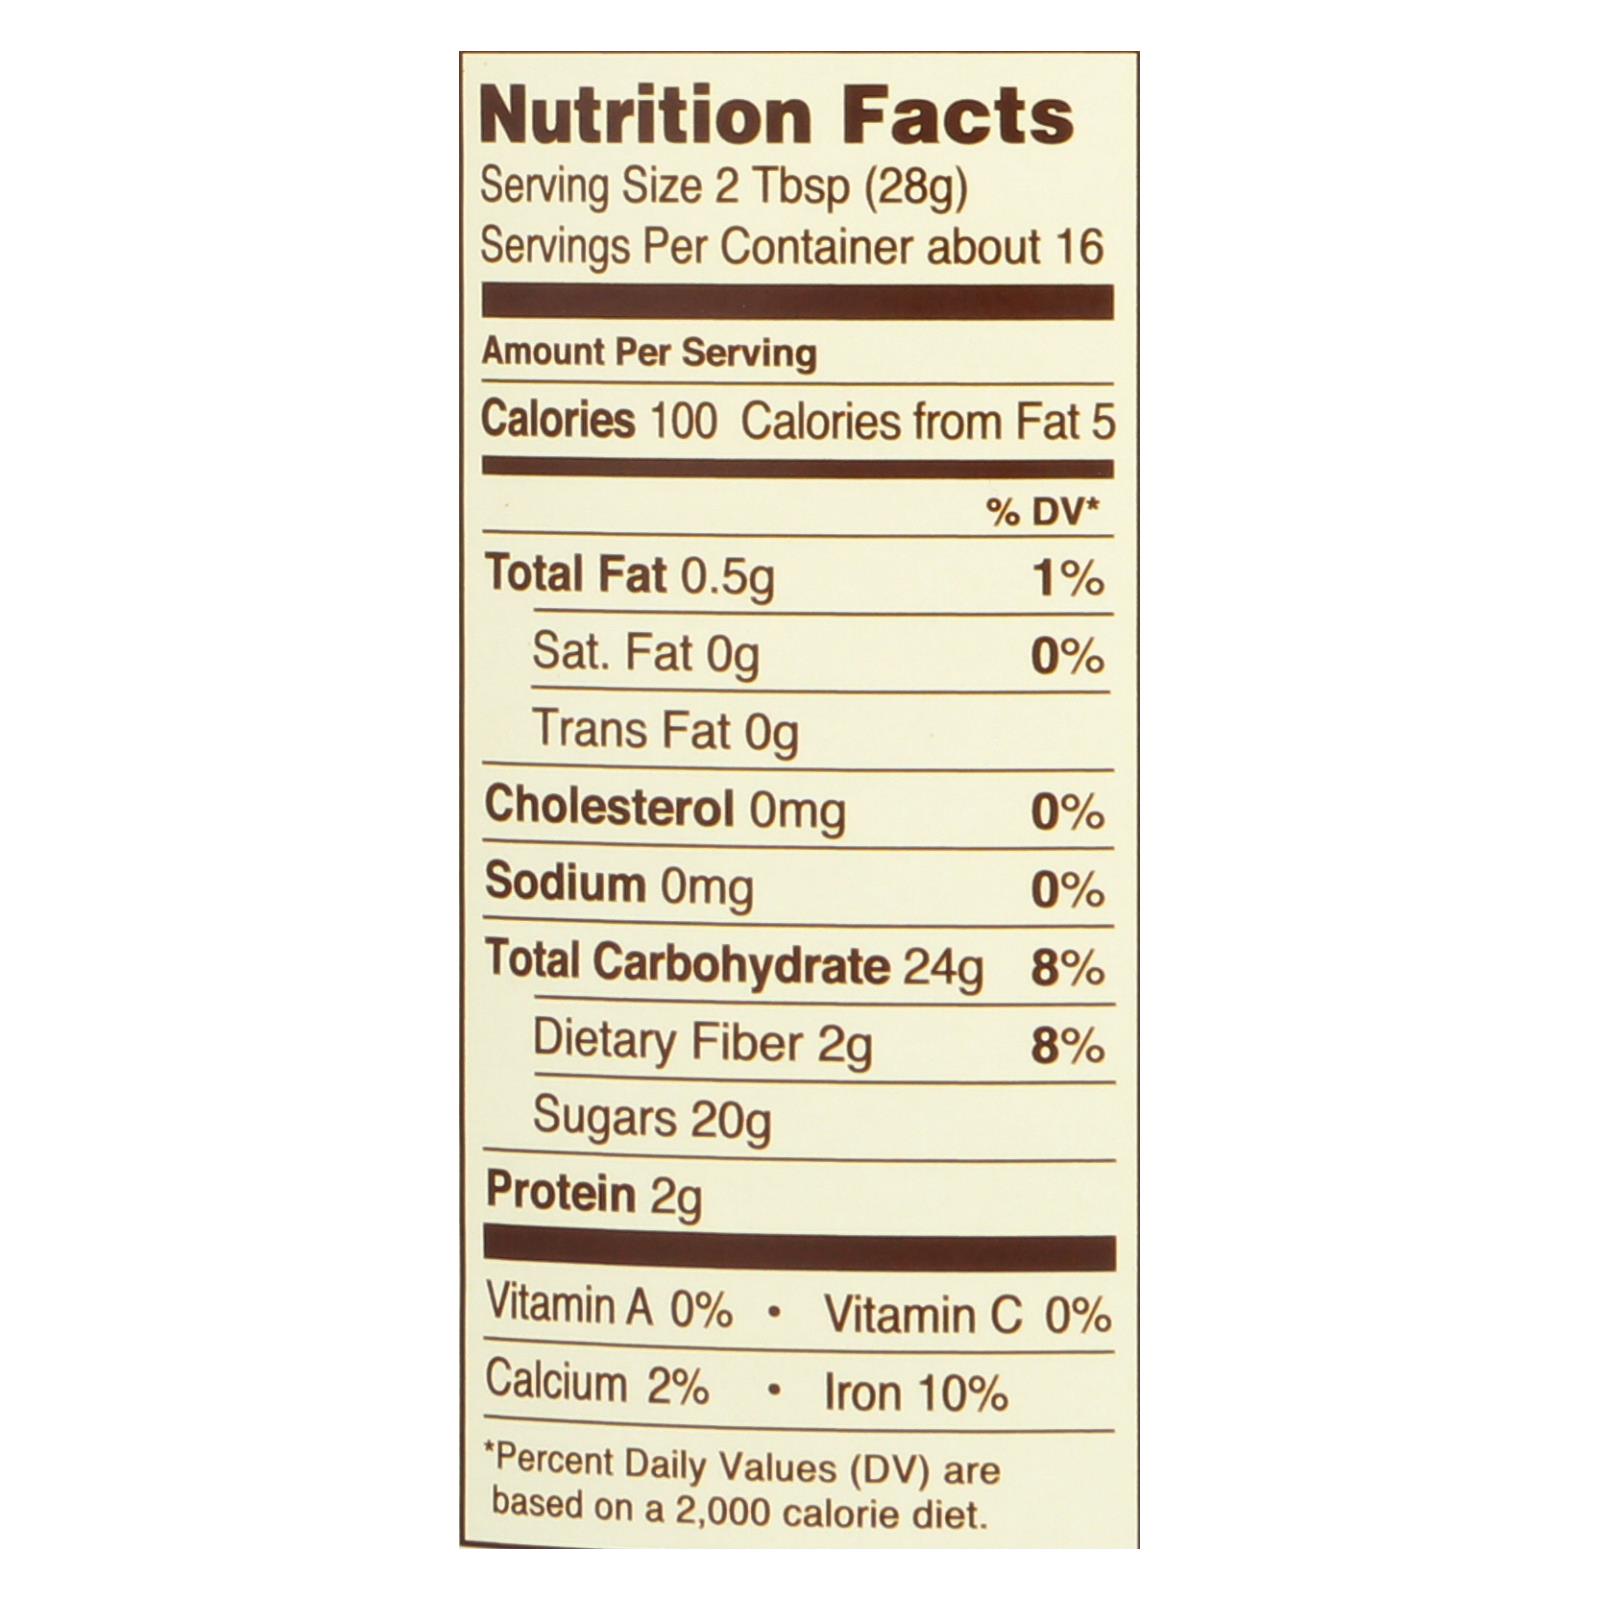 Nutrition Facts
Serving Size 2 Tbsp (28g)
Servings Per Container about 16
Amount Per Serving
Calories 100 Calories from Fat 5
% DV*
Total Fat 0.5g 1%
Sat. Fat 0g 0%
Trans Fat 0g
Cholesterol 0mg 0%
Sodium 0mg 0%
Total Carbohydrate 24g 8%
Dietary Fiber 2g 8%
Sugars 20g
Protein 2g
Vitamin A 0% • Vitamin C 0%
Calcium 2% • Iron 10%
*Percent Daily Values (DV) are
based on a 2,000 calorie diet.